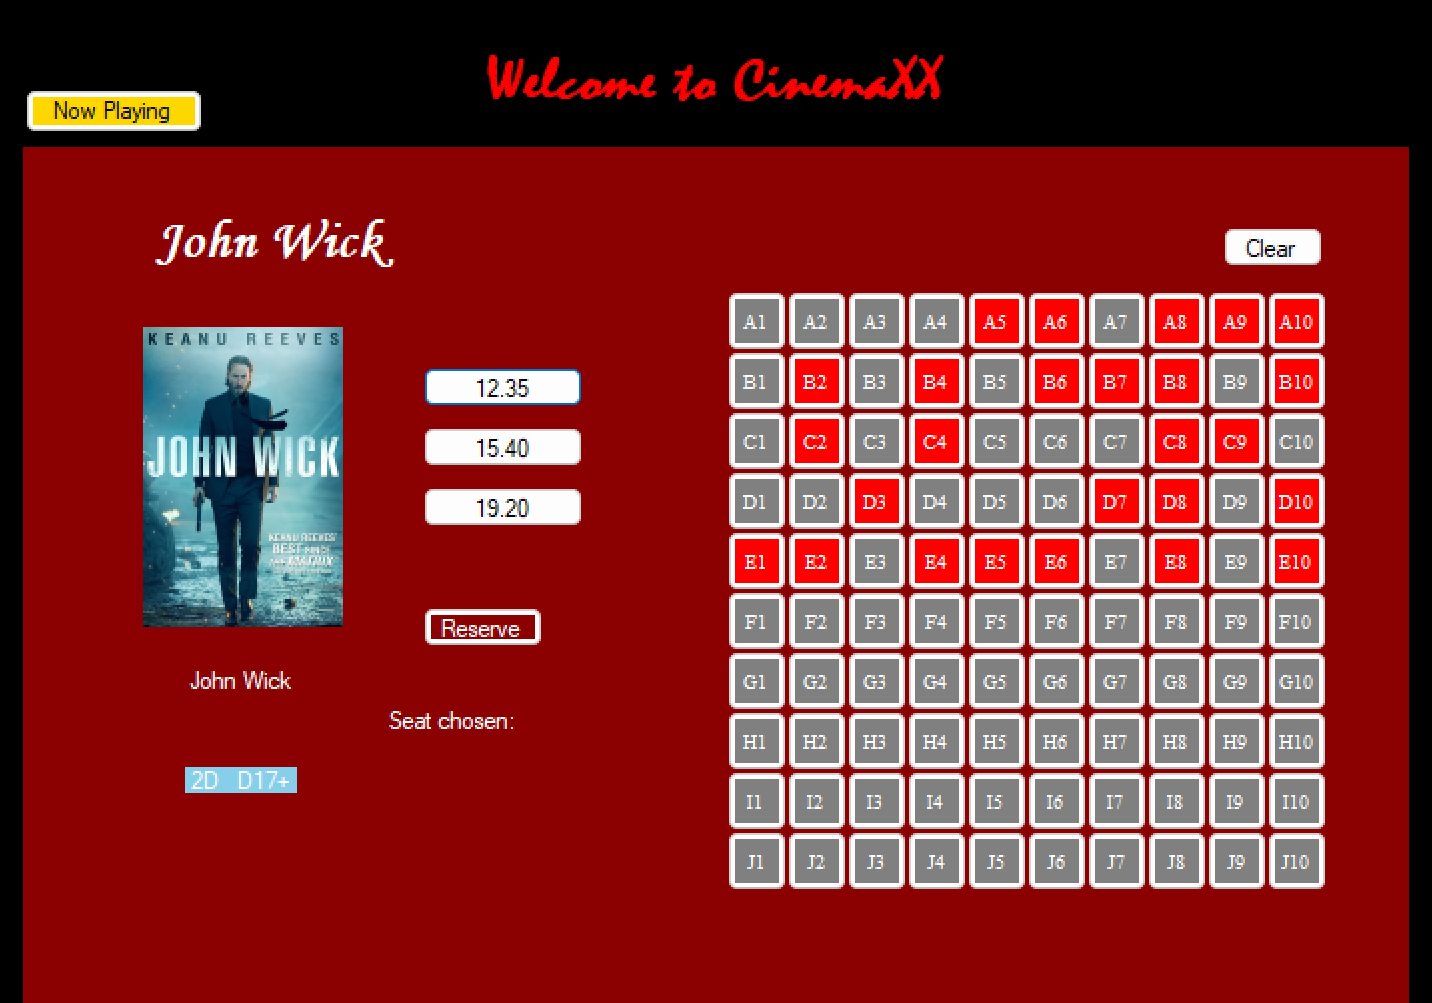 Welcome to CinemaXX
Now Playing
John Wick
Clear
KEANU REEVES
JOHN WICK
KEANU REEVES'
BEST
12.35
15.40
19.20
Reserve
John Wick
Seat chosen:
2D D17+
A1 A2 A3 A4 A5 A6 A7 A8 A9 A10
B1 B2 B3 B4 B5 B6 B7 B8 B9 B10
C1 C2 C3 C4 C5 C6 C7 C8 C9 C10
D1 D2 D3 D4 D5 D6 D7 D8 D9 D10
E1 E2 E3 E4 E5 E6 E7 E8 E9 E10
F1 F2 F3 F4 F5 F6 F7 F8 F9 F10
G1 G2 G3 G4 G5 G6 G7 G8 G9 G10
H1 H2 H3 H4 H5 H6 H7 H8 H9 H10
I1 I2 I3 I4 I5 I6 I7 I8 I9 I10
J1 J2 J3 J4 J5 J6 J7 J8 J9 J10